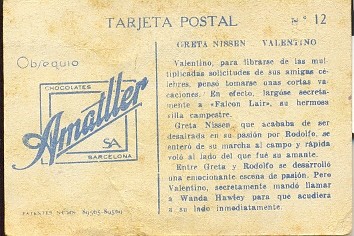 TARJETA POSTAL
Nº 12
Obsequio
CHOCOLATES
Amatller
SA
BARCELONA
GRETA NISSEN VALENTINO
Valentino, para librarse de las mul-
tiplicadas solicitudes de sus amigas cé-
lebres, pensó tomarse unas cortas va-
caciones. En efecto, largóse secreta-
mente a «Falcon Lair», su hermosa
villa campestre.
Greta Nissen, que acababa de ser
desairada en su pasión por Rodolfo, se
enteró de su marcha al campo y rápida
voló al lado del que fué su amante.
Entre Greta y Rodolfo se desarrolló
una emocionante escena de pasión. Pero
Valentino, secretamente mandó llamar
a Wanda Hawley para que acudiera
a su lado inmediatamente.
PATENTES NÚMS.